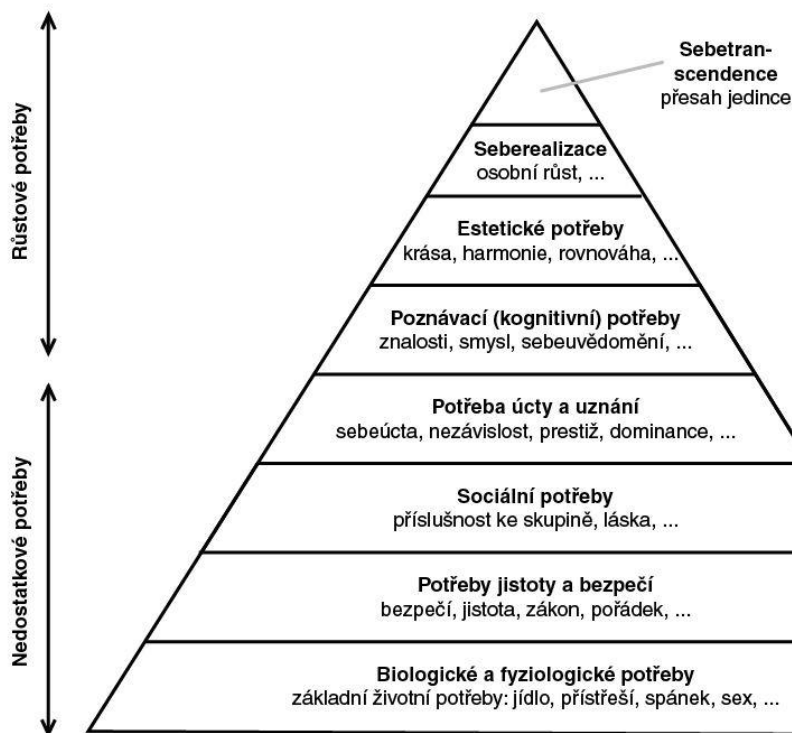 Růstové potřeby
Nedostatkové potřeby
Sebetran-
scendence
přesah jedince
Seberealizace
osobní růst, ...
Estetické potřeby
krása, harmonie, rovnováha, ...
Poznávací (kognitivní) potřeby
znalosti, smysl, sebeuvědomění, ...
Potřeba úcty a uznání
sebeúcta, nezávislost, prestiž, dominance, ...
Sociální potřeby
příslušnost ke skupině, láska, ...
Potřeby jistoty a bezpečí
bezpečí, jistota, zákon, pořádek, ...
Biologické a fyziologické potřeby
základní životní potřeby: jídlo, přístřeší, spánek, sex, ...